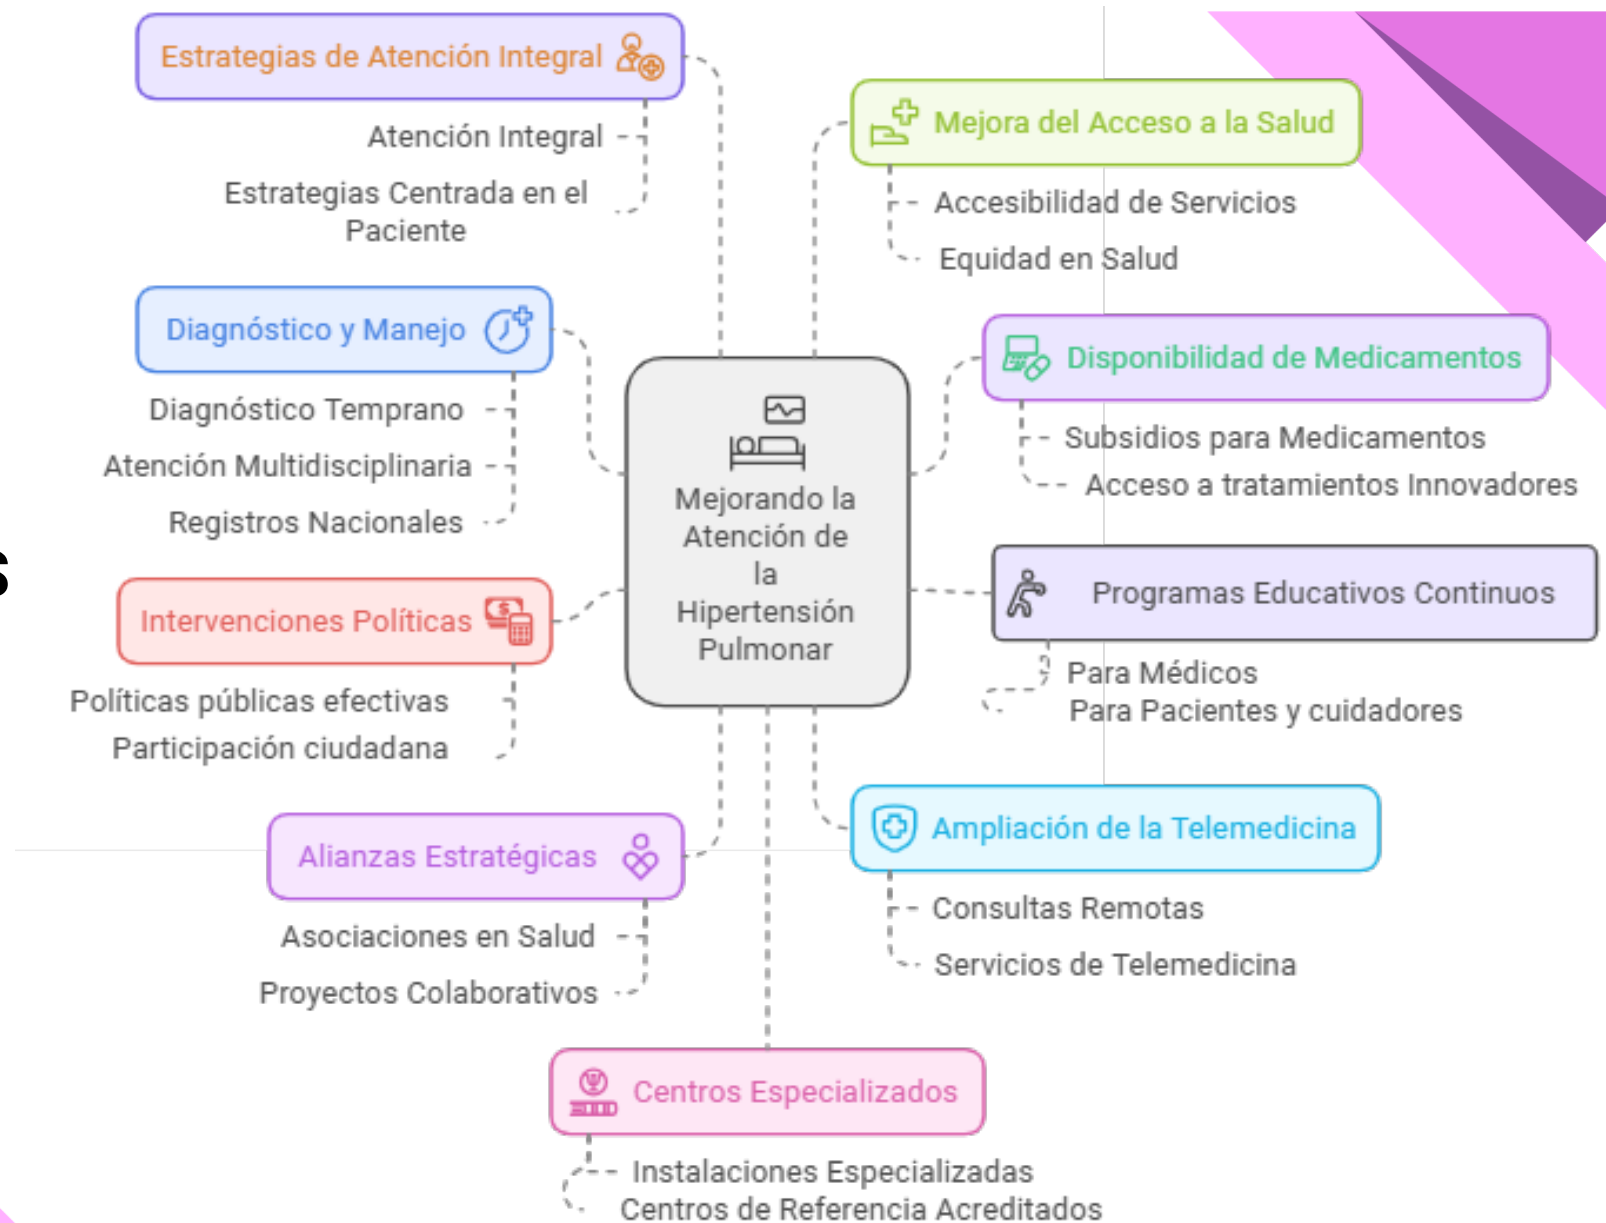 Estrategias de Atención Integral
Atención Integral
Estrategias Centrada en el
Paciente
Mejora del Acceso a la Salud
Accesibilidad de Servicios
Equidad en Salud
Diagnóstico y Manejo
Diagnóstico Temprano
Atención Multidisciplinaria
Registros Nacionales
Disponibilidad de Medicamentos
Subsidios para Medicamentos
Acceso a tratamientos Innovadores
Mejorando la
Atención de
la
Hipertensión
Pulmonar
s
Intervenciones Políticas
Políticas públicas efectivas
Participación ciudadana
Programas Educativos Continuos
Para Médicos
Para Pacientes y cuidadores
Alianzas Estratégicas
Asociaciones en Salud
Proyectos Colaborativos
Ampliación de la Telemedicina
Consultas Remotas
Servicios de Telemedicina
Centros Especializados
Instalaciones Especializadas
Centros de Referencia Acreditados